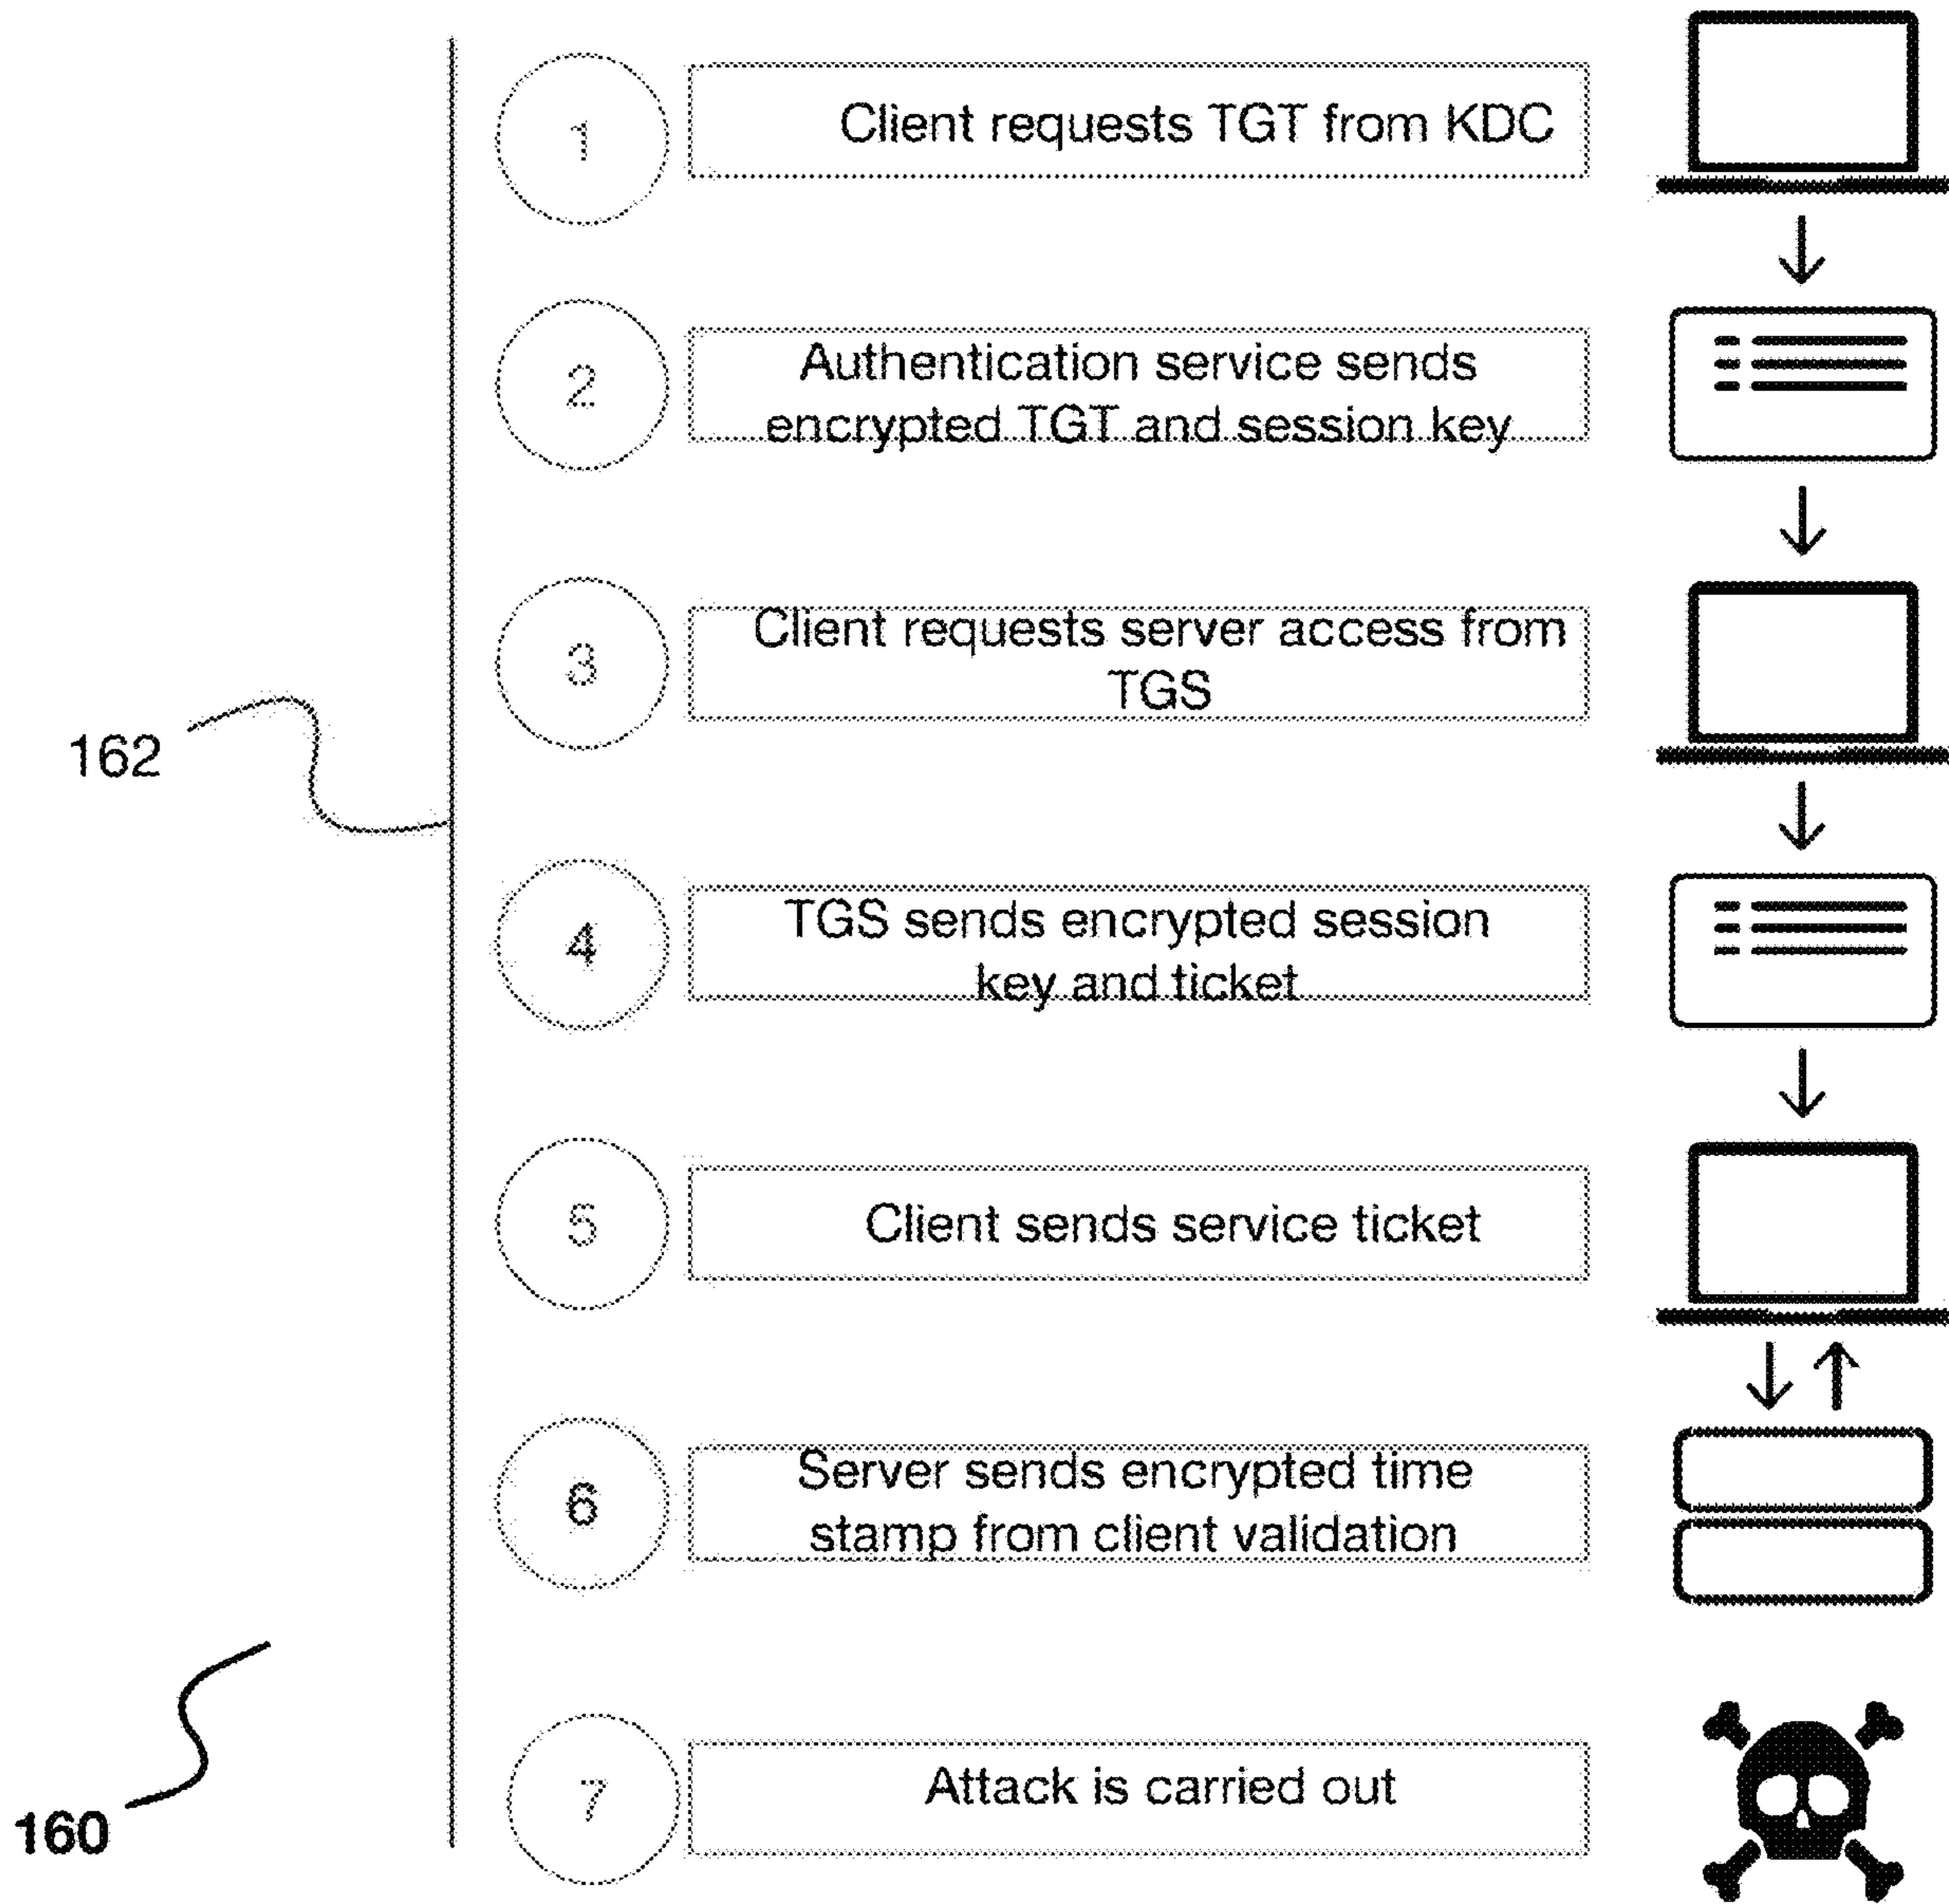 1
Client requests TGT from KDC
2
Authentication service sends
encrypted TGT and session key
3
Client requests server access from
TGS
162
4
TGS sends encrypted session
key and ticket
5
Client sends service ticket
6
Server sends encrypted time
stamp from client validation
7
Attack is carried out
160